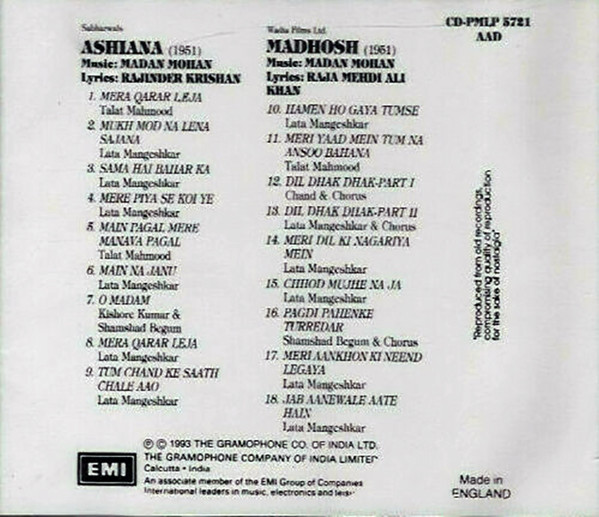 Sabharwals
ASHIANA (1951)
Music: MADAN MOHAN
Lyrics: RAJINDER KRISHAN
1. MERA QARAR LEJA
Talat Mahmood
2. MUKH MOD NA LENA
SAJANA
Lata Mangeshkar
3. SAMA HAI BAHAR KA
Lata Mangeshkar
4. MERE PIYA SE KOI YE
Lata Mangeshkar
5. MAIN PAGAL MERE
MANAVA PAGAL
Talat Mahmood
6. MAIN NA JANU
Lata Mangeshkar
7. O MADAM
Kishore Kumar &
Shamshad Begum
8. MERA QARAR LEJA
Lata Mangeshkar
9. TUM CHAND KE SAATH
CHALE AAO
Lata Mangeshkar
Wadia Films Ltd.
MADHOSH (1951)
Music: MADAN MOHAN
Lyrics: RAJA MEHDI ALI
KHAN
10. HAMEN HO GAYA TUMSE
Lata Mangeshkar
11. MERI YAAD MEIN TUM NA
ANSOO BAHANA
Talat Mahmood
12. DIL DHAK DHAK-PART I
Chand & Chorus
13. DIL DHAK DHAK-PART II
Lata Mangeshkar & Chorus
14. MERI DIL KI NAGARIYA
MEIN
Lata Mangeshkar
15. CHHOD MUJHE NA JA
Lata Mangeshkar
16. PAGDI PAHENKE
TURREDAR
Shamshad Begum & Chorus
17. MERI AANKHON KI NEEND
LEGAYA
Lata Mangeshkar
18. JAB AANEWALE AATE
HAIN
Lata Mangeshkar
CD-PMLP 5721
AAD
"Reproduced from old recordings,
compromising quality of reproduction
for the sake of nostalgia"
℗ © 1993 THE GRAMOPHONE CO. OF INDIA LTD.
EMI
THE GRAMOPHONE COMPANY OF INDIA LIMITED
Calcutta • India
An associate member of the EMI Group of Companies
International leaders in music, electronics and leis
Made in
ENGLAND